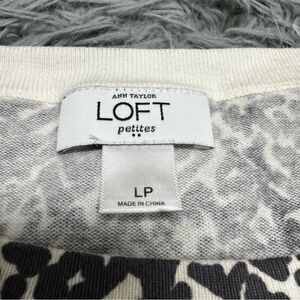 ANN TAYLOR
LOFT
petites
LP
MADE IN CHINA